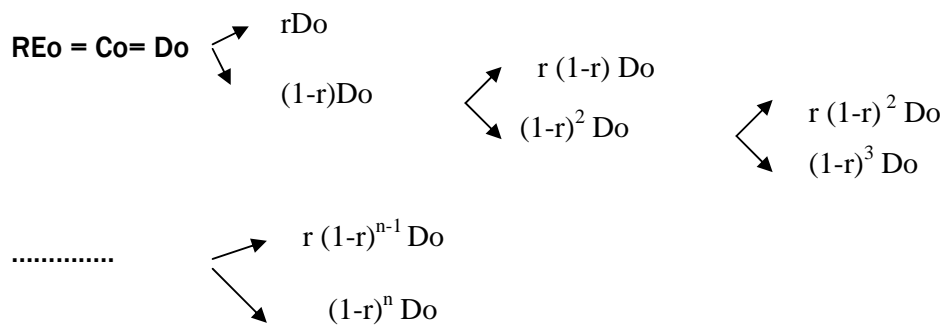 rDo
REo = Co= Do
(1-r)Do
r (1-r) Do
(1-r)² Do
r (1-r) ² Do
(1-r)³ Do
r (1-r)ⁿ⁻¹ Do
..............
(1-r)ⁿ Do